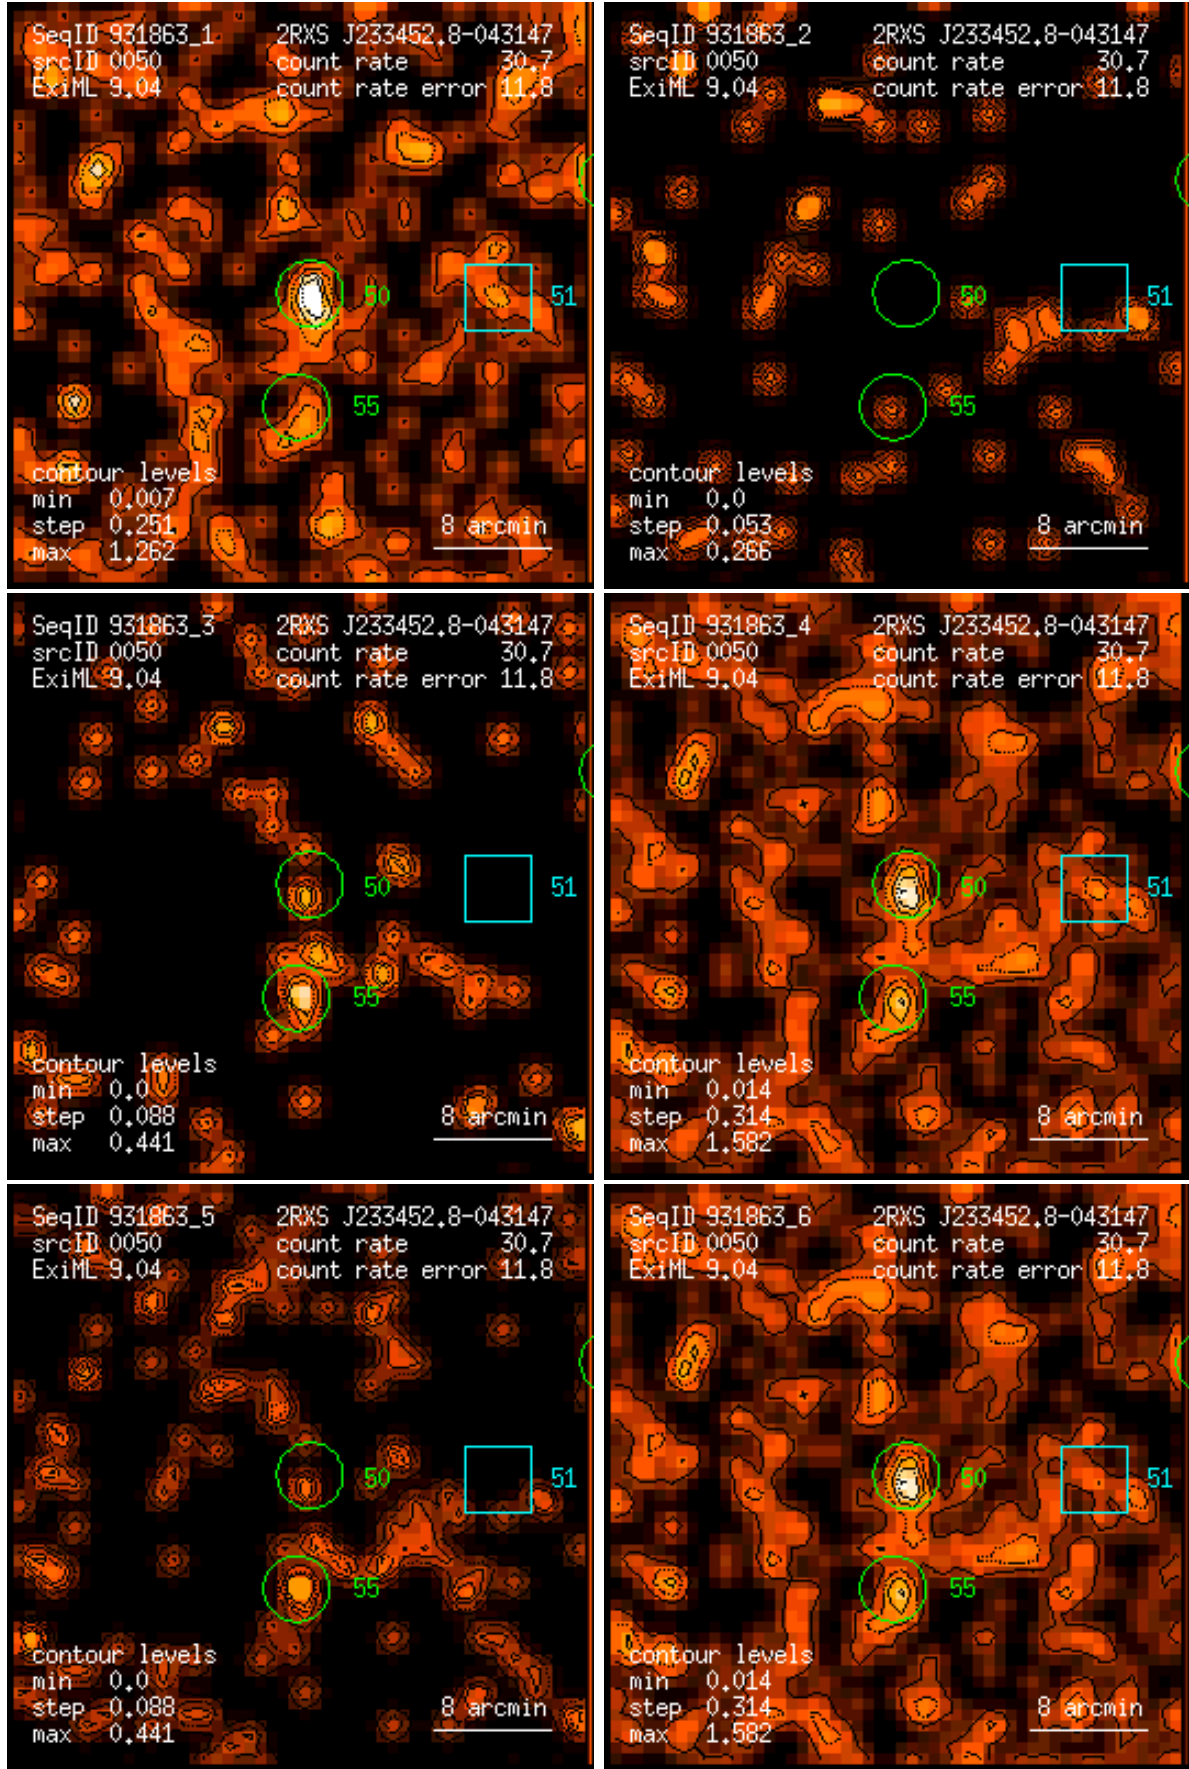 SeqID 931863_1 2RXS J233452.8-043147
srcID 0050 count rate 30.7
ExiML 9.04 count rate error 11.8
50
51
55
contour levels
min 0.007
step 0.251
max 1.262
8 arcmin
SeqID 931863_2 2RXS J233452.8-043147
srcID 0050 count rate 30.7
ExiML 9.04 count rate error 11.8
50
51
55
contour levels
min 0.0
step 0.053
max 0.266
8 arcmin
SeqID 931863_3 2RXS J233452.8-043147
srcID 0050 count rate 30.7
ExiML 9.04 count rate error 11.8
50
51
55
contour levels
min 0.0
step 0.088
max 0.441
8 arcmin
SeqID 931863_4 2RXS J233452.8-043147
srcID 0050 count rate 30.7
ExiML 9.04 count rate error 11.8
50
51
55
contour levels
min 0.014
step 0.314
max 1.582
8 arcmin
SeqID 931863_5 2RXS J233452.8-043147
srcID 0050 count rate 30.7
ExiML 9.04 count rate error 11.8
50
51
55
contour levels
min 0.0
step 0.088
max 0.441
8 arcmin
SeqID 931863_6 2RXS J233452.8-043147
srcID 0050 count rate 30.7
ExiML 9.04 count rate error 11.8
50
51
55
contour levels
min 0.014
step 0.314
max 1.582
8 arcmin